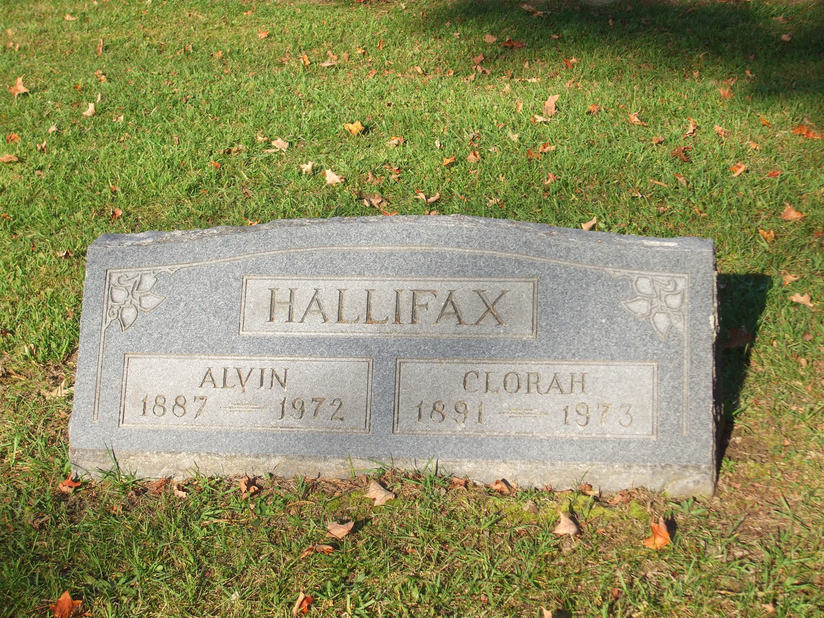 HALLIFAX
ALVIN
1887 — 1972
CLORAH
1891 — 1973